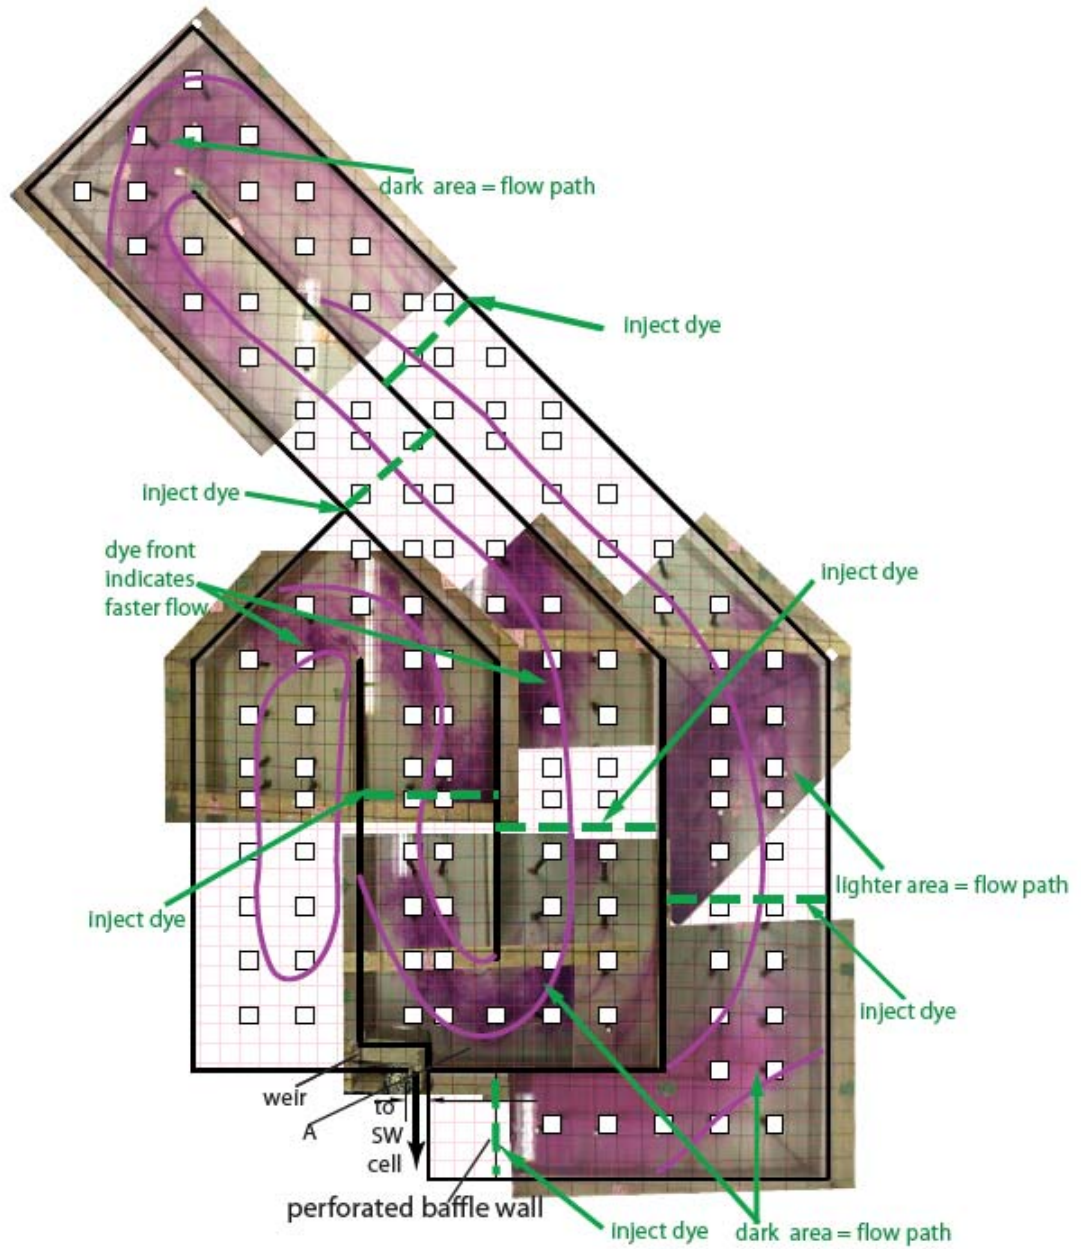 dark area = flow path
inject dye
inject dye
dye front
indicates
faster flow
inject dye
lighter area = flow path
inject dye
inject dye
weir
A
to
SW
cell
perforated baffle wall
inject dye
dark area = flow path